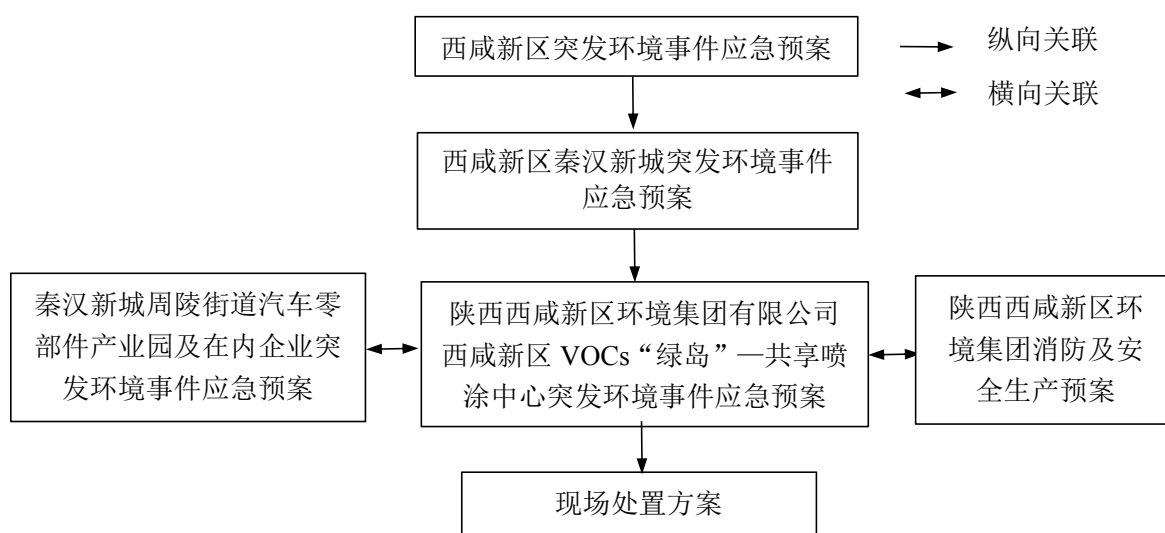 西咸新区突发环境事件应急预案
纵向关联
横向关联
西咸新区秦汉新城突发环境事件
应急预案
秦汉新城周陵街道汽车零
部件产业园及在内企业突
发环境事件应急预案
陕西西咸新区环境集团有限公司
西咸新区 VOCs“绿岛”—共享喷
涂中心突发环境事件应急预案
陕西西咸新区环
境集团消防及安
全生产预案
现场处置方案